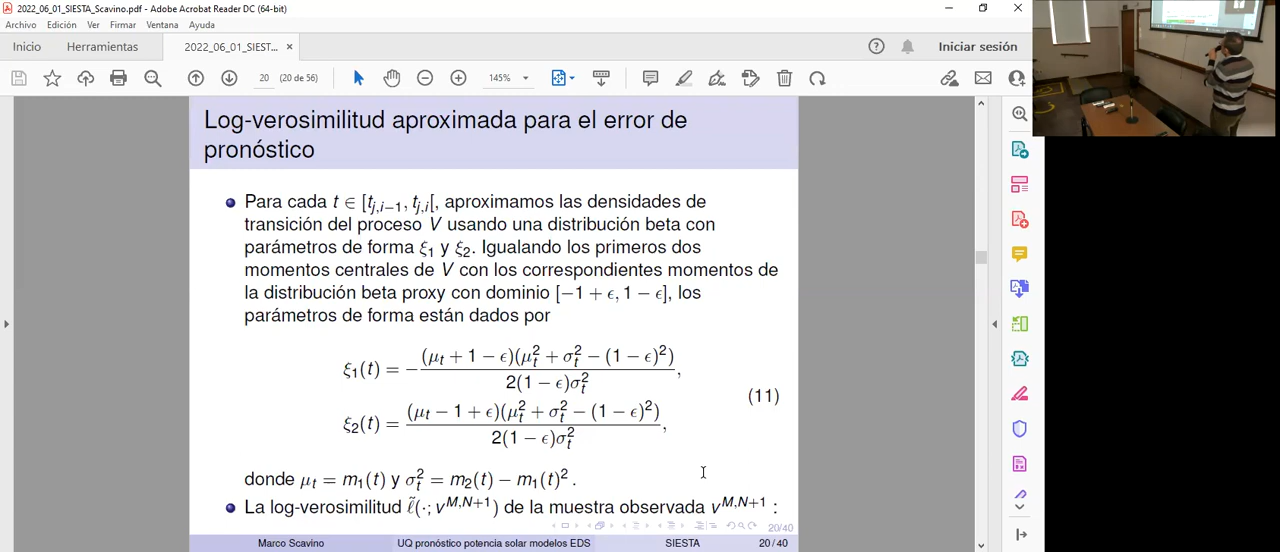 2022_06_01_SIESTA_Scavino.pdf - Adobe Acrobat Reader DC (64-bit)
Archivo Edición Ver Firmar Ventana Ayuda
Inicio Herramientas 2022_06_01_SIEST... × Iniciar sesión
20 (20 de 56) 145%
Log-verosimilitud aproximada para el error de
pronóstico
Para cada t ∈ [t_{j,i−1}, t_{j,i}[, aproximamos las densidades de
transición del proceso V usando una distribución beta con
parámetros de forma ξ₁ y ξ₂. Igualando los primeros dos
momentos centrales de V con los correspondientes momentos de
la distribución beta proxy con dominio [−1 + ϵ, 1 − ϵ], los
parámetros de forma están dados por
ξ₁(t) = − (μ_t + 1 − ϵ)(μ_t² + σ_t² − (1 − ϵ)²) / 2(1 − ϵ)σ_t²,
(11)
ξ₂(t) = (μ_t − 1 + ϵ)(μ_t² + σ_t² − (1 − ϵ)²) / 2(1 − ϵ)σ_t²,
donde μ_t = m₁(t) y σ_t² = m₂(t) − m₁(t)² .
La log-verosimilitud ℓ̃(·; v^{M,N+1}) de la muestra observada v^{M,N+1} :
20/40
Marco Scavino UQ pronóstico potencia solar modelos EDS SIESTA 20 / 40